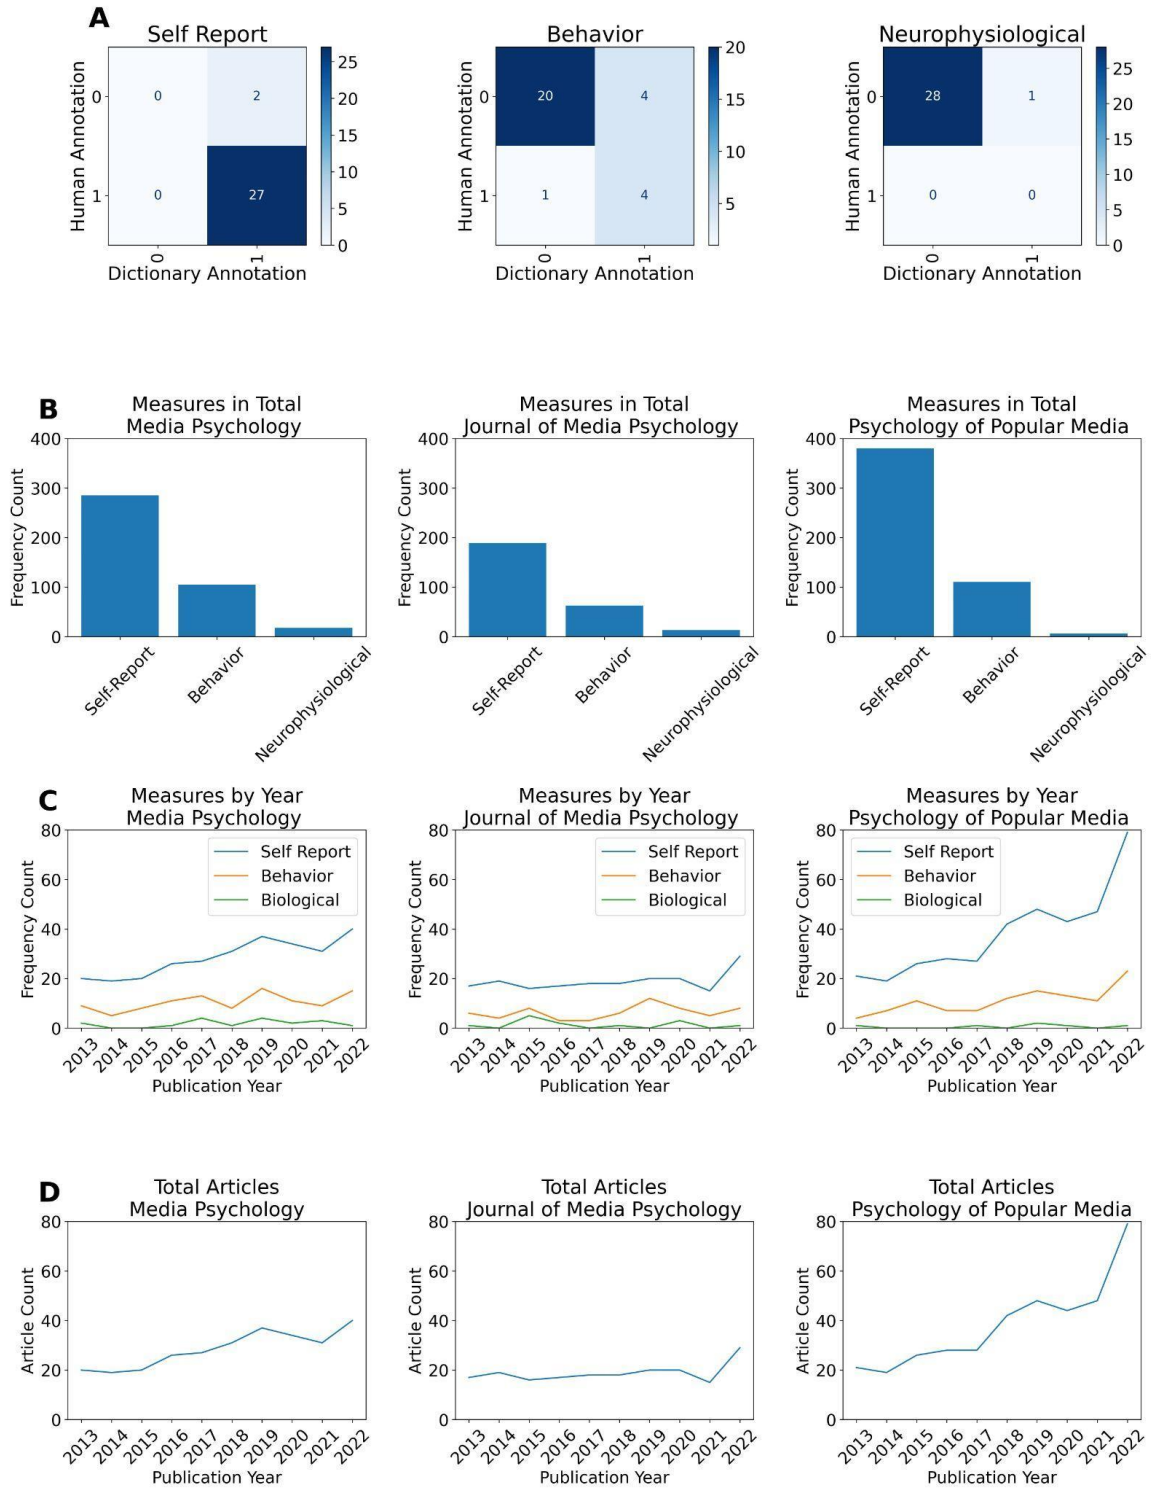 A
Self Report
Behavior
Neurophysiological
Human Annotation
0
1
0 2
0 27
0 1
Dictionary Annotation
25
20
15
10
5
0
Human Annotation
0
1
20 4
1 4
0 1
Dictionary Annotation
20
15
10
5
Human Annotation
0
1
28 1
0 0
0 1
Dictionary Annotation
25
20
15
10
5
0
B
Measures in Total
Media Psychology
Frequency Count
400
300
200
100
0
Self-Report
Behavior
Neurophysiological
Measures in Total
Journal of Media Psychology
Frequency Count
400
300
200
100
0
Self-Report
Behavior
Neurophysiological
Measures in Total
Psychology of Popular Media
Frequency Count
400
300
200
100
0
Self-Report
Behavior
Neurophysiological
C
Measures by Year
Media Psychology
Frequency Count
80
60
40
20
0
Self Report
Behavior
Biological
2013 2014 2015 2016 2017 2018 2019 2020 2021 2022
Publication Year
Measures by Year
Journal of Media Psychology
Frequency Count
80
60
40
20
0
Self Report
Behavior
Biological
2013 2014 2015 2016 2017 2018 2019 2020 2021 2022
Publication Year
Measures by Year
Psychology of Popular Media
Frequency Count
80
60
40
20
0
Self Report
Behavior
Biological
2013 2014 2015 2016 2017 2018 2019 2020 2021 2022
Publication Year
D
Total Articles
Media Psychology
Article Count
80
60
40
20
0
2013 2014 2015 2016 2017 2018 2019 2020 2021 2022
Publication Year
Total Articles
Journal of Media Psychology
Article Count
80
60
40
20
0
2013 2014 2015 2016 2017 2018 2019 2020 2021 2022
Publication Year
Total Articles
Psychology of Popular Media
Article Count
80
60
40
20
0
2013 2014 2015 2016 2017 2018 2019 2020 2021 2022
Publication Year